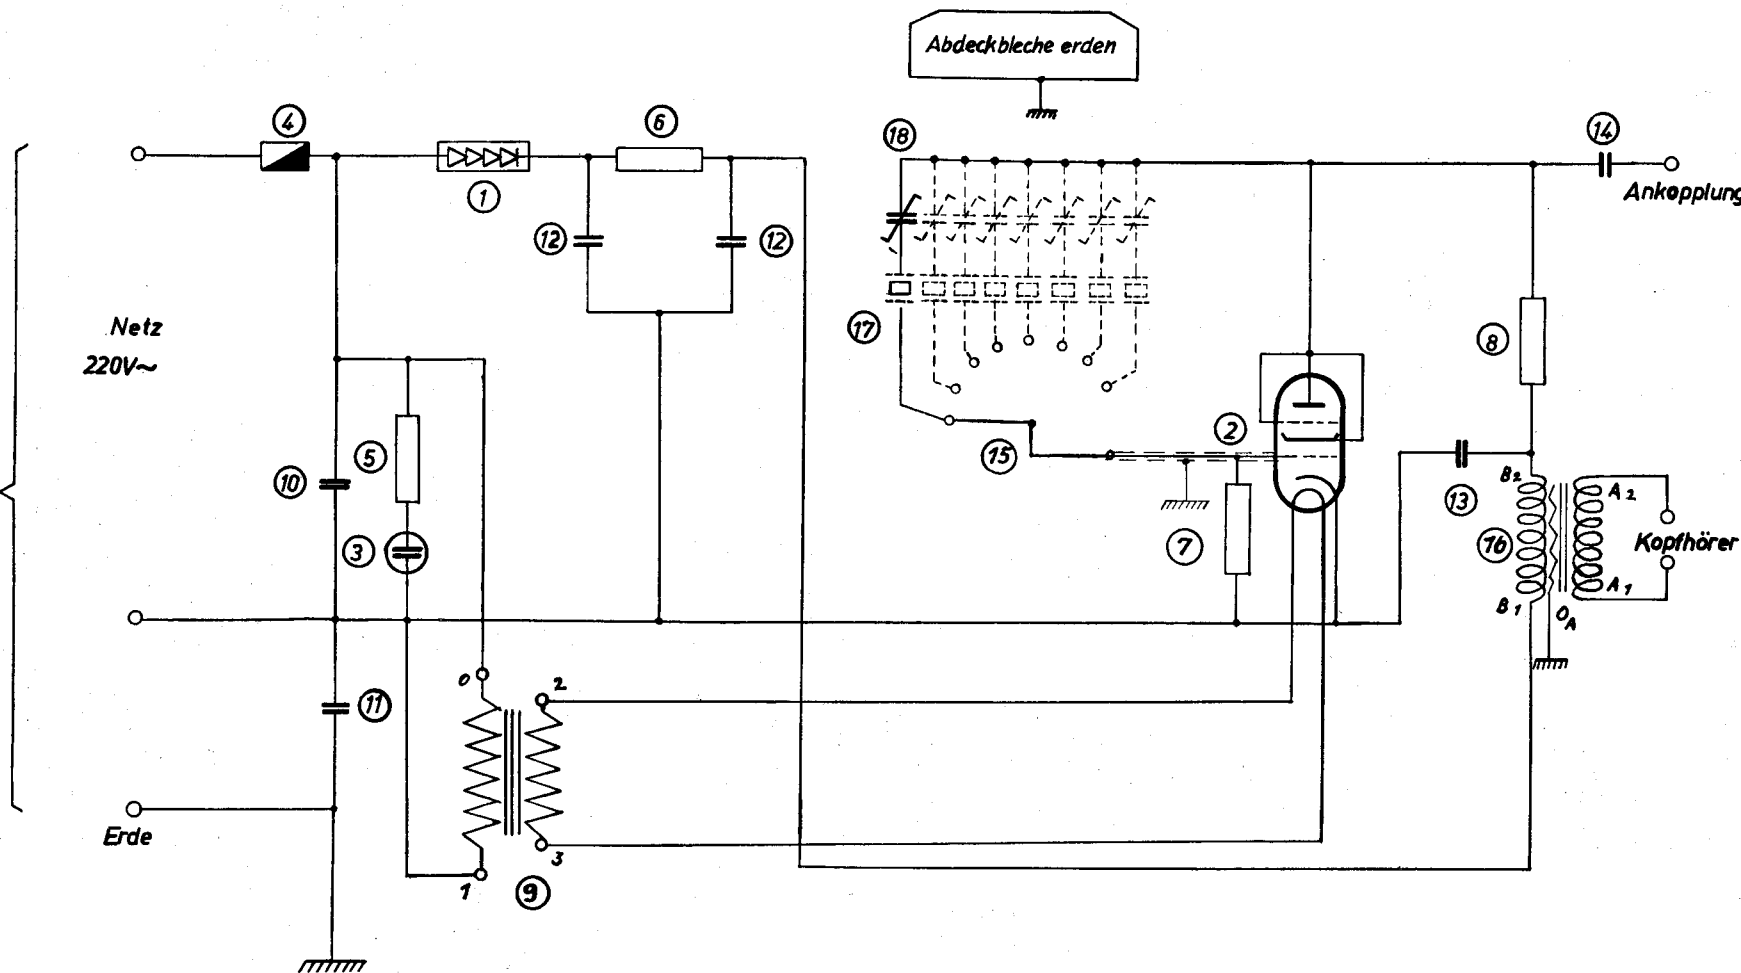 Abdeckbleche erden
4
6
18
14
1
Ankopplung
12
12
Netz
220V~
17
8
2
5
15
10
B2
A2
13
3
7
16
Kopfhörer
B1
A1
OA
0
2
11
Erde
3
1
9